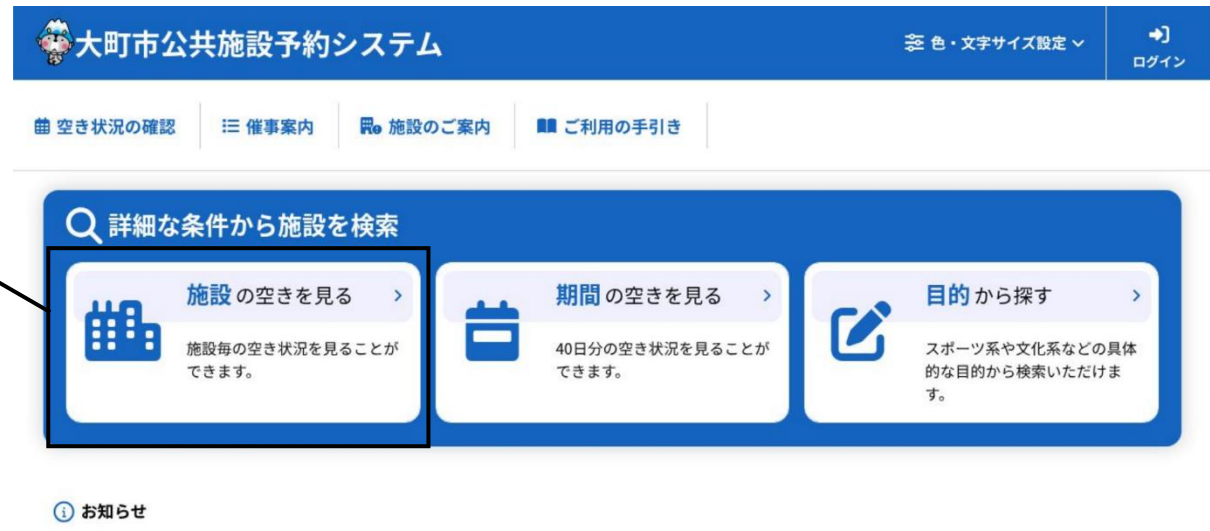 大町市公共施設予約システム
色・文字サイズ設定
ログイン
空き状況の確認
催事案内
施設のご案内
ご利用の手引き
詳細な条件から施設を検索
施設 の空きを見る
施設毎の空き状況を見ることが
できます。
期間 の空きを見る
40日分の空き状況を見ることが
できます。
目的 から探す
スポーツ系や文化系などの具体
的な目的から検索いただけま
す。
お知らせ